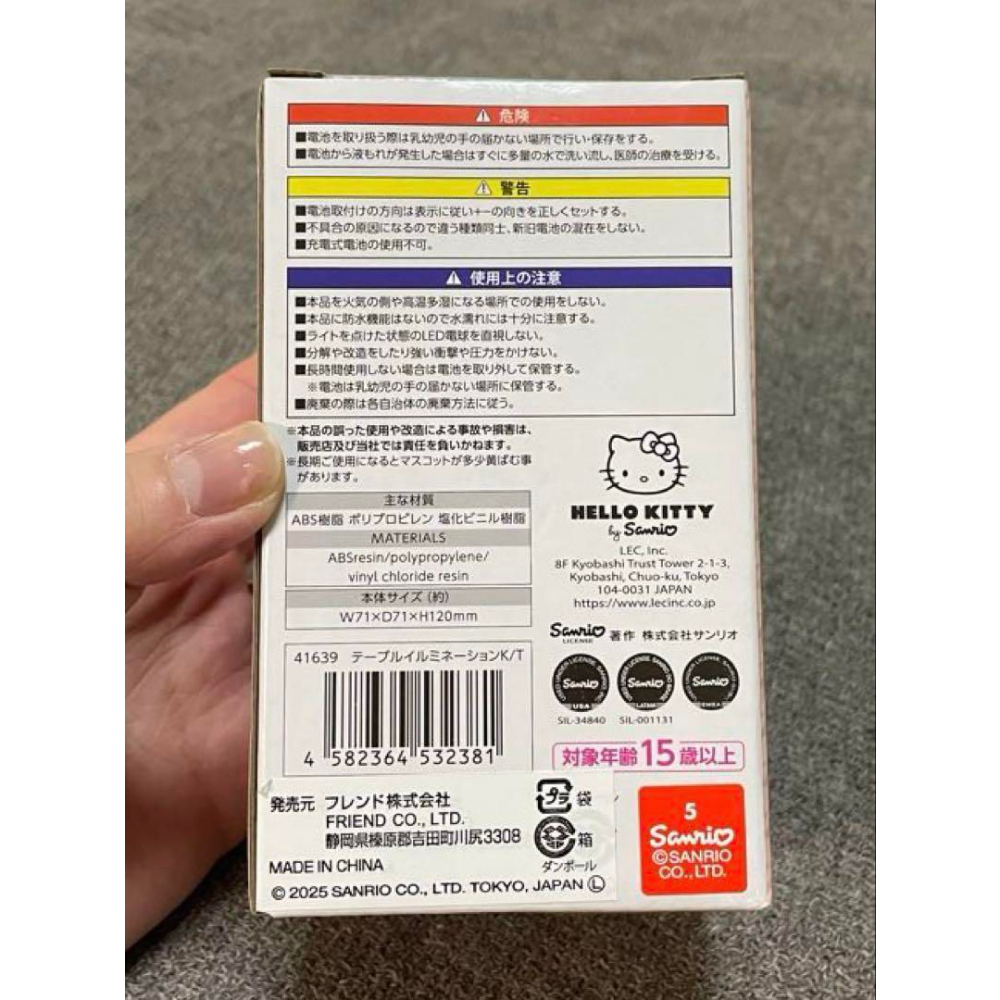 ⚠ 危険
■電池を取り扱う際は乳幼児の手の届かない場所で行い・保存をする。
■電池から液もれが発生した場合はすぐに多量の水で洗い流し、医師の治療を受ける。
⚠ 警告
■電池取付けの方向は表示に従い+−の向きを正しくセットする。
■不具合の原因になるので違う種類同士、新旧電池の混在をしない。
■充電式電池の使用不可。
⚠ 使用上の注意
■本品を火気の側や高温多湿になる場所での使用をしない。
■本品に防水機能はないので水濡れには十分に注意する。
■ライトを点けた状態のLED電球を直視しない。
■分解や改造をしたり強い衝撃や圧力をかけない。
■長時間使用しない場合は電池を取り外して保管する。
※電池は乳幼児の手の届かない場所に保管する。
■廃棄の際は各自治体の廃棄方法に従う。
※本品の誤った使用や改造による事故や損害は、
販売店及び当社では責任を負いかねます。
※長期ご使用になるとマスコットが多少黄ばむ事
があります。
主な材質
ABS樹脂 ポリプロピレン 塩化ビニル樹脂
MATERIALS
ABSresin/polypropylene/
vinyl chloride resin
本体サイズ(約)
W71×D71×H120mm
41639 テーブルイルミネーションK/T
4 582364 532381
HELLO KITTY
by Sanrio
LEC, Inc.
8F Kyobashi Trust Tower 2-1-3,
Kyobashi, Chuo-ku, Tokyo
104-0031 JAPAN
https://www.lecinc.co.jp
Sanrio LICENSE 著作 株式会社サンリオ
Sanrio USA
Sanrio LATAM
Sanrio EMEA
SIL-34840 SIL-001131
対象年齢15歳以上
発売元 フレンド株式会社
FRIEND CO., LTD.
静岡県榛原郡吉田町川尻3308
MADE IN CHINA
© 2025 SANRIO CO., LTD. TOKYO, JAPAN Ⓛ
プラ 袋
箱
ダンボール
5
Sanrio
©SANRIO
CO., LTD.